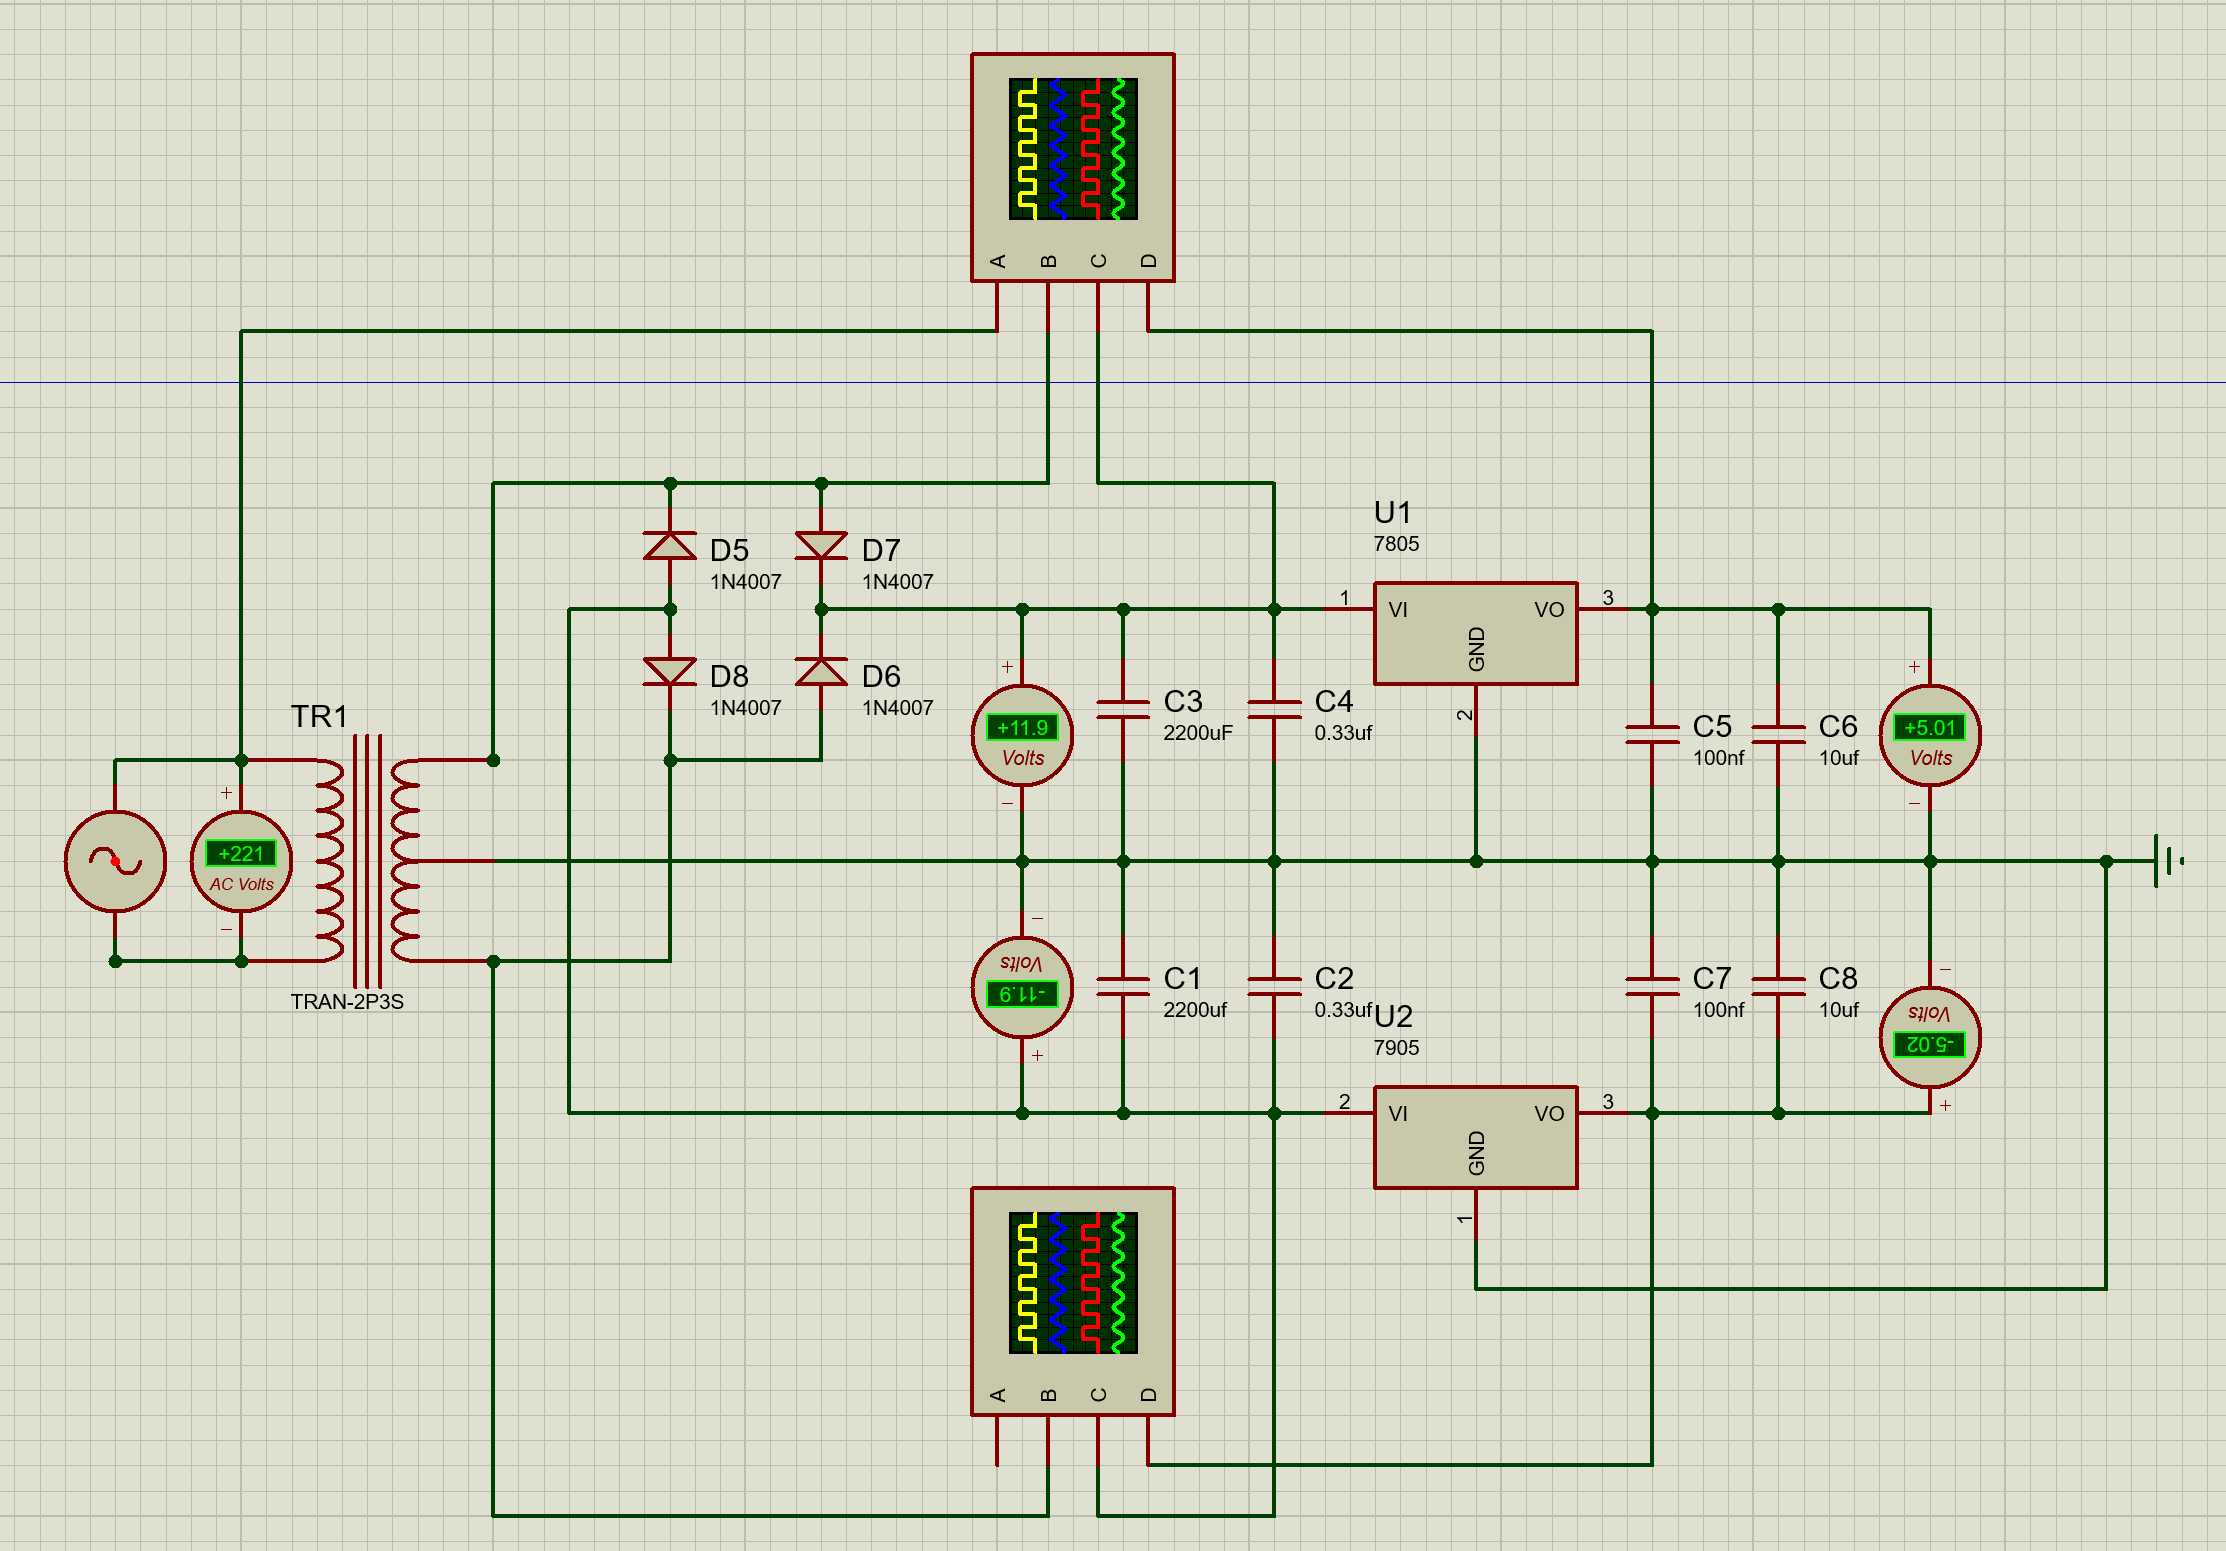 A B C D
U1
7805
D5
1N4007
D7
1N4007
1 VI VO 3
GND
2
D8
1N4007
D6
1N4007
TR1
TRAN-2P3S
+
+221
AC Volts
−
+
+11.9
Volts
−
C3
2200uF
C4
0.33uf
C5
100nf
C6
10uf
+
+5.01
Volts
−
−
Volts
-11.9
+
C1
2200uf
C2
0.33uf
U2
7905
C7
100nf
C8
10uf
−
Volts
-5.02
+
2 VI VO 3
GND
1
A B C D